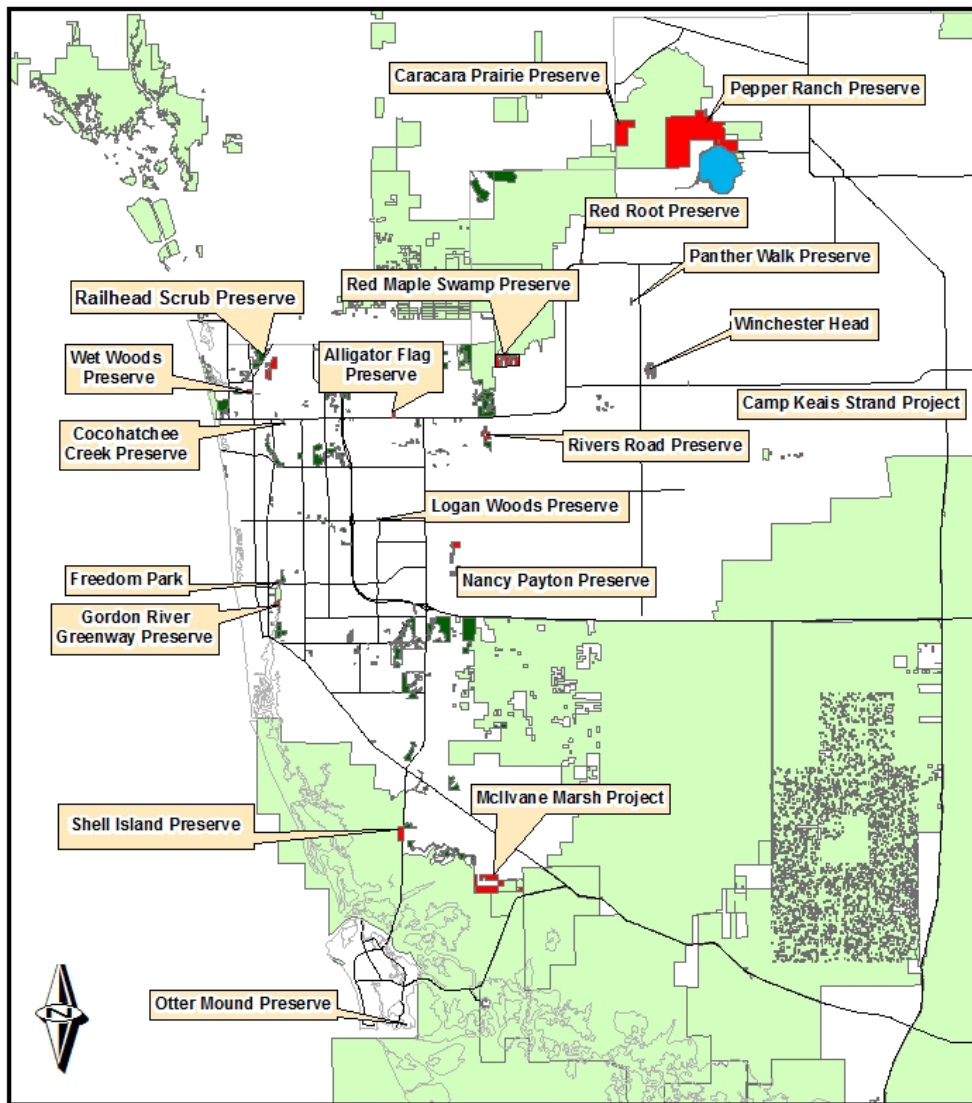 Caracara Prairie Preserve
Pepper Ranch Preserve
Red Root Preserve
Panther Walk Preserve
Railhead Scrub Preserve
Red Maple Swamp Preserve
Winchester Head
Wet Woods
Preserve
Alligator Flag
Preserve
Camp Keais Strand Project
Cocohatchee
Creek Preserve
Rivers Road Preserve
Logan Woods Preserve
Freedom Park
Nancy Payton Preserve
Gordon River
Greenway Preserve
McIlvane Marsh Project
Shell Island Preserve
Otter Mound Preserve
N